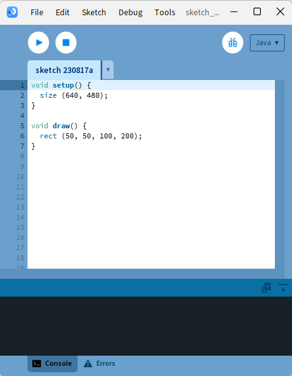 File Edit Sketch Debug Tools sketch_...
Java
sketch 230817a
1 void setup() {
2 size (640, 480);
3 }
4
5 void draw() {
6 rect (50, 50, 100, 200);
7 }
8
9
10
11
12
13
14
15
16
17
18
19
Console Errors